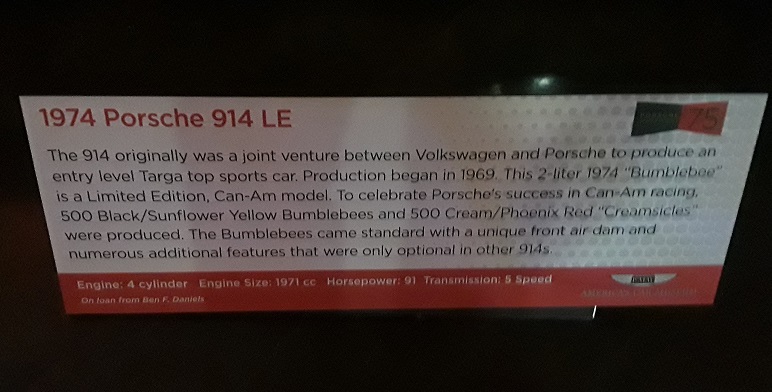 1974 Porsche 914 LE
75
The 914 originally was a joint venture between Volkswagen and Porsche to produce an
entry level Targa top sports car. Production began in 1969. This 2-liter 1974 "Bumblebee"
is a Limited Edition, Can-Am model. To celebrate Porsche's success in Can-Am racing,
500 Black/Sunflower Yellow Bumblebees and 500 Cream/Phoenix Red "Creamsicles"
were produced. The Bumblebees came standard with a unique front air dam and
numerous additional features that were only optional in other 914s.
Engine: 4 cylinder Engine Size: 1971 cc Horsepower: 91 Transmission: 5 Speed
On loan from Ben F. Daniels